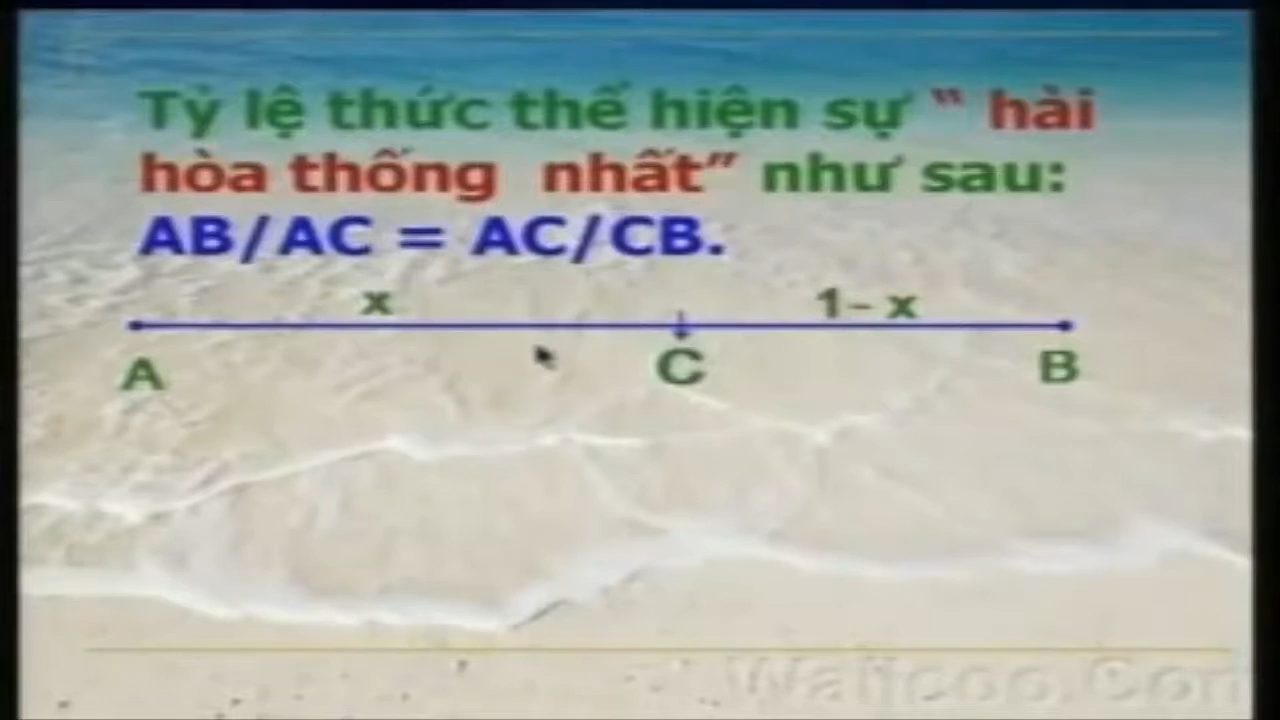 Tỷ lệ thức thể hiện sự “ hài
hòa thống nhất” như sau:
AB/AC = AC/CB.
x 1- x
A C B